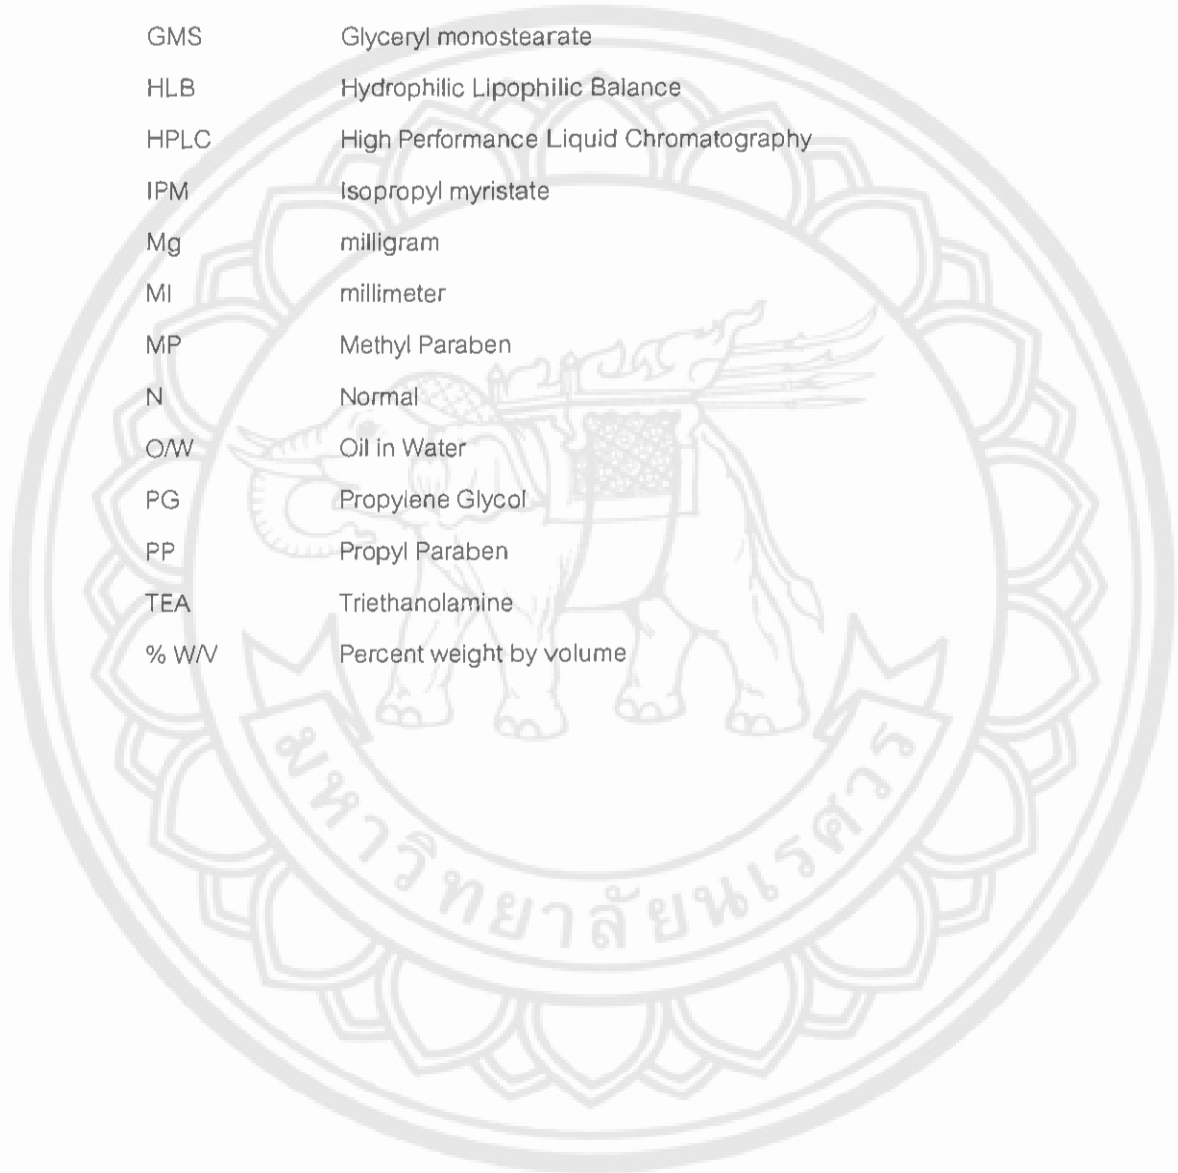 GMS Glyceryl monostearate
HLB Hydrophilic Lipophilic Balance
HPLC High Performance Liquid Chromatography
IPM Isopropyl myristate
Mg milligram
Ml millimeter
MP Methyl Paraben
N Normal
O/W Oil in Water
PG Propylene Glycol
PP Propyl Paraben
TEA Triethanolamine
% W/V Percent weight by volume
มหาวิทยาลัยนเรศวร